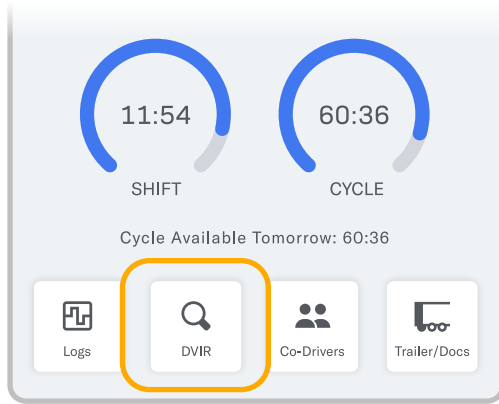 11:54 60:36
SHIFT CYCLE
Cycle Available Tomorrow: 60:36
Logs DVIR Co-Drivers Trailer/Docs